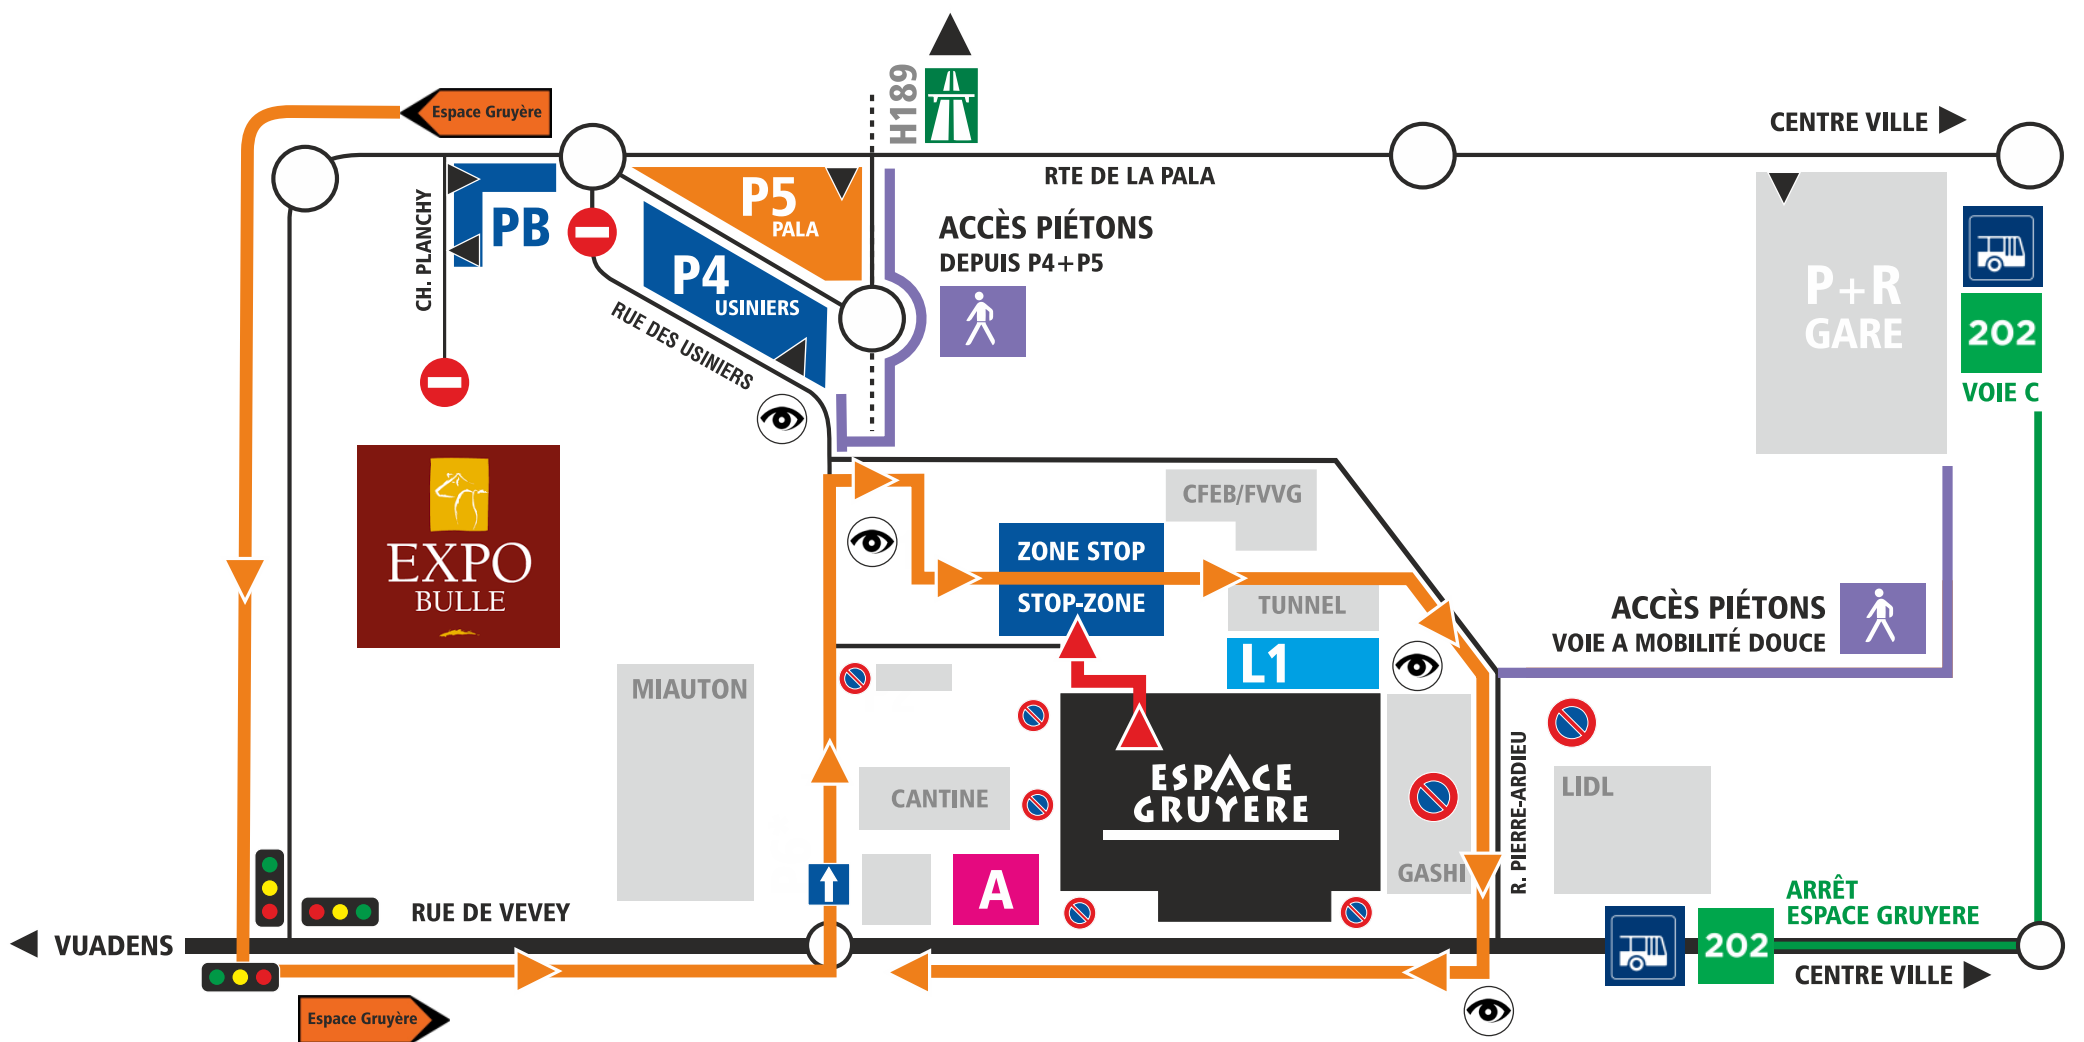 H189
Espace Gruyère
CENTRE VILLE
RTE DE LA PALA
P5
PALA
CH. PLANCHY
PB
P4
USINIERS
RUE DES USINIERS
ACCÈS PIÉTONS
DEPUIS P4+P5
P+R
GARE
202
VOIE C
EXPO
BULLE
CFEB/FVVG
ZONE STOP
STOP-ZONE
TUNNEL
L1
ACCÈS PIÉTONS
VOIE A MOBILITÉ DOUCE
MIAUTON
CANTINE
ESPACE
GRUYERE
GASHI
R. PIERRE-ARDIEU
LIDL
A
RUE DE VEVEY
VUADENS
ARRÊT
ESPACE GRUYERE
202
CENTRE VILLE
Espace Gruyère